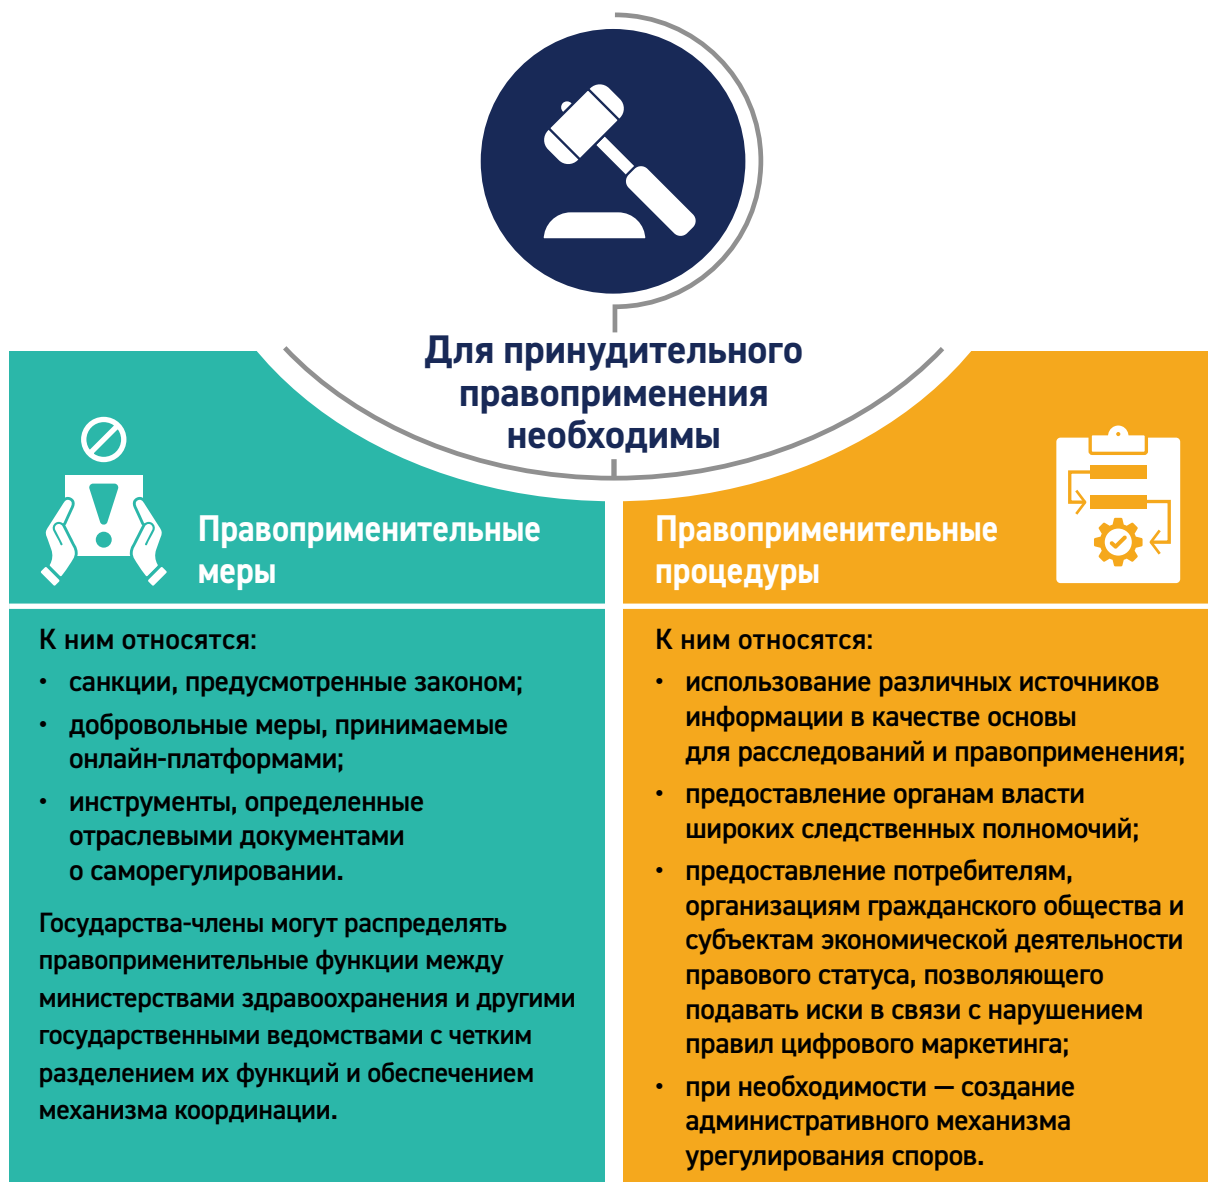 Для принудительного
правоприменения
необходимы
Правоприменительные
меры
К ним относятся:
• санкции, предусмотренные законом;
• добровольные меры, принимаемые
онлайн-платформами;
• инструменты, определенные
отраслевыми документами
о саморегулировании.
Государства-члены могут распределять
правоприменительные функции между
министерствами здравоохранения и другими
государственными ведомствами с четким
разделением их функций и обеспечением
механизма координации.
Правоприменительные
процедуры
К ним относятся:
• использование различных источников
информации в качестве основы
для расследований и правоприменения;
• предоставление органам власти
широких следственных полномочий;
• предоставление потребителям,
организациям гражданского общества и
субъектам экономической деятельности
правового статуса, позволяющего
подавать иски в связи с нарушением
правил цифрового маркетинга;
• при необходимости — создание
административного механизма
урегулирования споров.